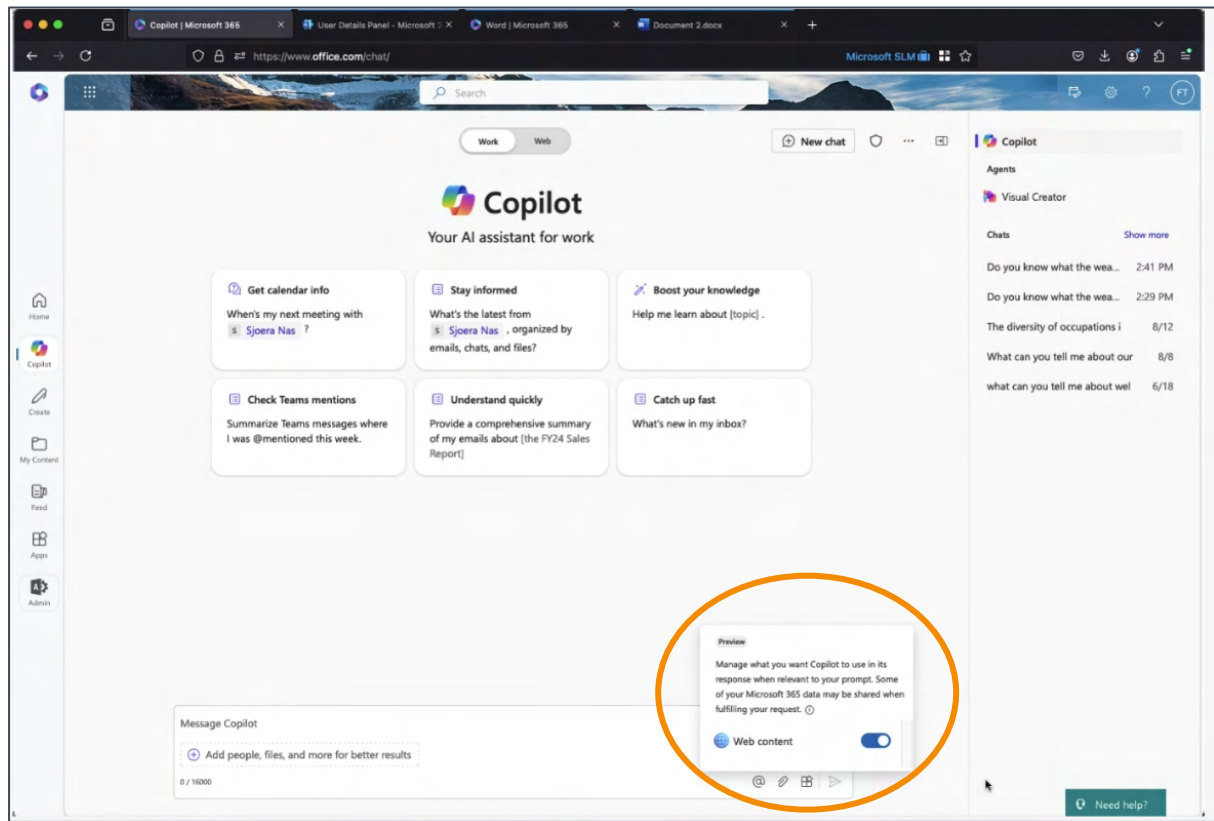 Copilot | Microsoft 365
User Details Panel - Microsoft 3
Word | Microsoft 365
Document 2.docx
https://www.office.com/chat/
Microsoft SLM
Search
FT
Work
Web
New chat
Copilot
Your AI assistant for work
Get calendar info
When's my next meeting with
S Sjoera Nas ?
Stay informed
What's the latest from
S Sjoera Nas , organized by
emails, chats, and files?
Boost your knowledge
Help me learn about [topic] .
Check Teams mentions
Summarize Teams messages where
I was @mentioned this week.
Understand quickly
Provide a comprehensive summary
of my emails about [the FY24 Sales
Report]
Catch up fast
What's new in my inbox?
Home
Copilot
Create
My Content
Feed
Apps
Admin
Copilot
Agents
Visual Creator
Chats
Show more
Do you know what the wea... 2:41 PM
Do you know what the wea... 2:29 PM
The diversity of occupations i 8/12
What can you tell me about our 8/8
what can you tell me about wel 6/18
Preview
Manage what you want Copilot to use in its
response when relevant to your prompt. Some
of your Microsoft 365 data may be shared when
fulfilling your request.
Web content
Message Copilot
Add people, files, and more for better results
0 / 16000
Need help?